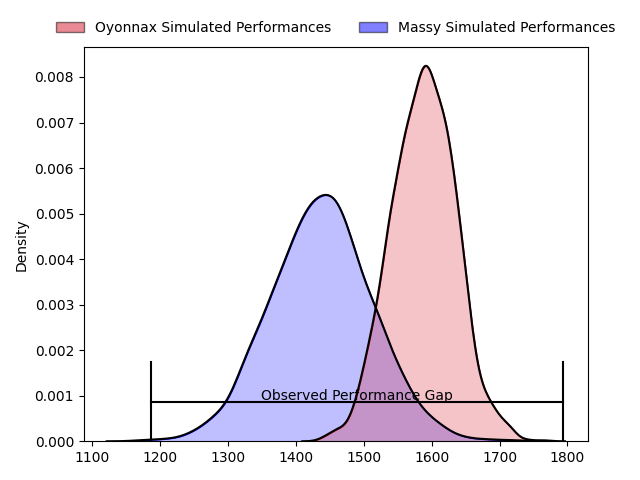 Oyonnax Simulated Performances
Massy Simulated Performances
0.008
0.007
0.006
0.005
0.004
0.003
0.002
0.001
0.000
Density
Observed Performance Gap
1100 1200 1300 1400 1500 1600 1700 1800